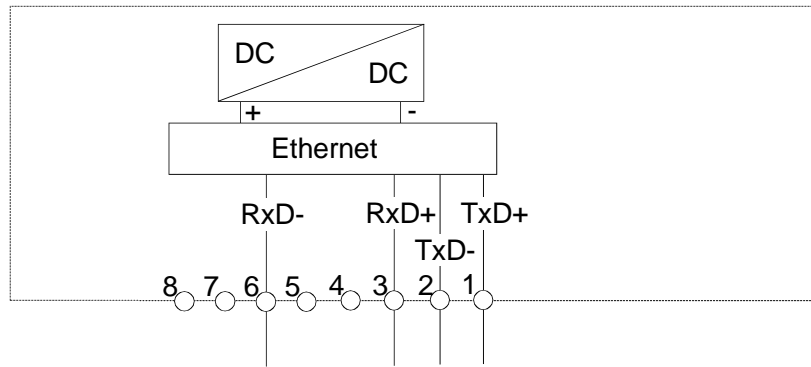 DC
DC
+ -
Ethernet
RxD- RxD+ TxD+
TxD-
8 7 6 5 4 3 2 1